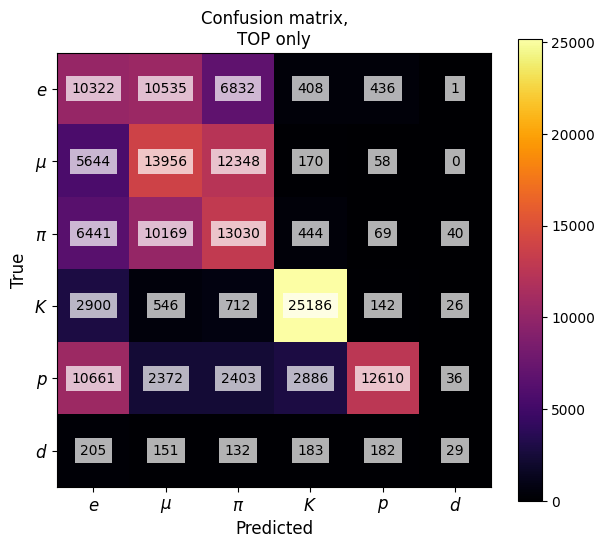 Confusion matrix,
TOP only
True
e 10322 10535 6832 408 436 1
μ 5644 13956 12348 170 58 0
π 6441 10169 13030 444 69 40
K 2900 546 712 25186 142 26
p 10661 2372 2403 2886 12610 36
d 205 151 132 183 182 29
e μ π K p d
Predicted
25000
20000
15000
10000
5000
0